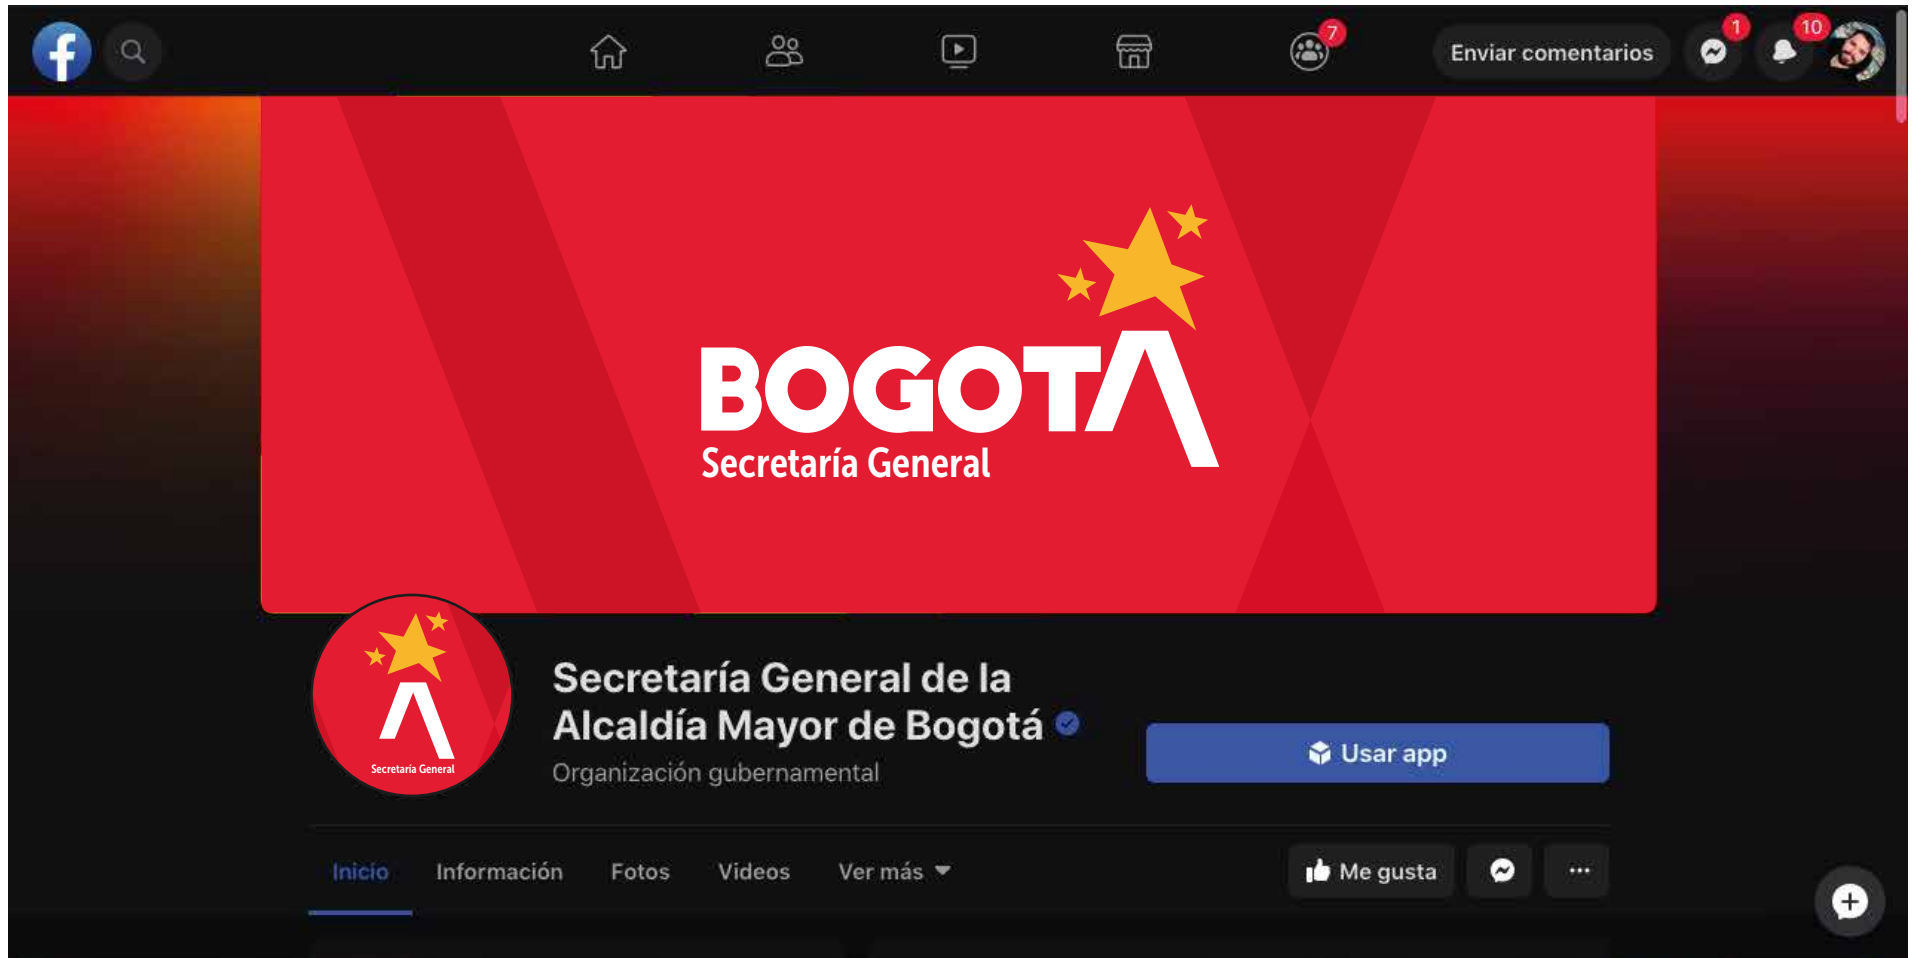 7
Enviar comentarios
1
10
BOGOTÁ
Secretaría General
Secretaría General
Secretaría General de la
Alcaldía Mayor de Bogotá
Organización gubernamental
Usar app
Inicio Información Fotos Videos Ver más
Me gusta